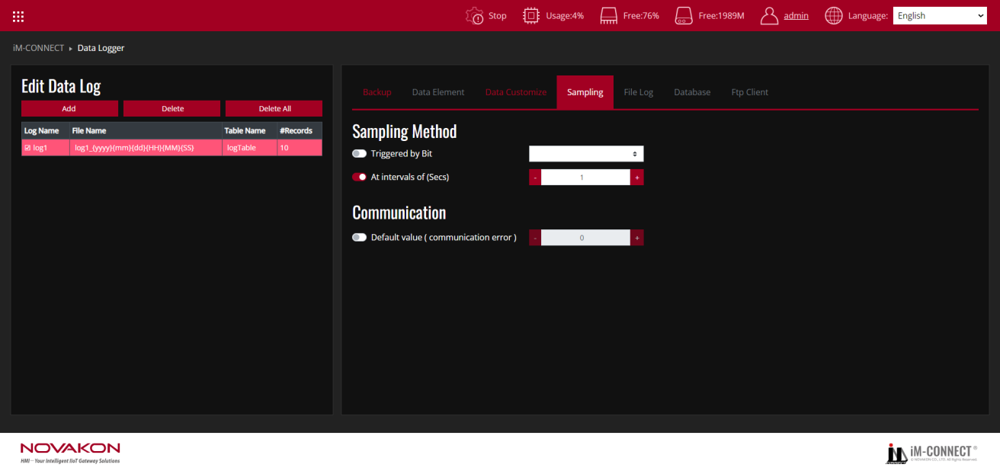 Stop Usage:4% Free:76% Free:1989M admin Language: English
iM-CONNECT ▸ Data Logger
Edit Data Log
Add Delete Delete All
Log Name File Name Table Name #Records
log1 log1_{yyyy}{mm}{dd}{HH}{MM}{SS} logTable 10
Backup Data Element Data Customize Sampling File Log Database Ftp Client
Sampling Method
Triggered by Bit
At intervals of (Secs) - 1 +
Communication
Default value ( communication error ) - 0 +
NOVAKON
HMI—Your Intelligent IIoT Gateway Solutions
iM-CONNECT ®
© NOVAKON CO., LTD. All Rights Reserved.